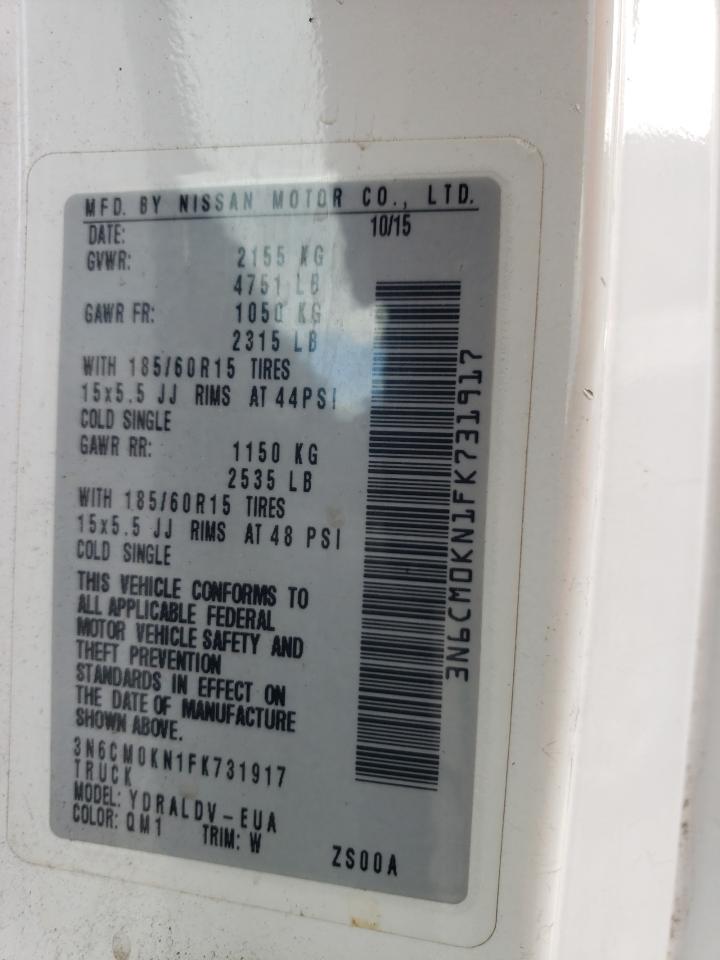 MFD. BY NISSAN MOTOR CO., LTD.
DATE: 10/15
GVWR: 2155 KG
4751 LB
GAWR FR: 1050 KG
2315 LB
WITH 185/60R15 TIRES
15x5.5 JJ RIMS AT 44PSI
COLD SINGLE
GAWR RR: 1150 KG
2535 LB
WITH 185/60R15 TIRES
15x5.5 JJ RIMS AT 48 PSI
COLD SINGLE
THIS VEHICLE CONFORMS TO
ALL APPLICABLE FEDERAL
MOTOR VEHICLE SAFETY AND
THEFT PREVENTION
STANDARDS IN EFFECT ON
THE DATE OF MANUFACTURE
SHOWN ABOVE.
3N6CM0KN1FK731917
TRUCK
MODEL: YDRALDV-EUA
COLOR: QM1 TRIM: W ZS00A
3N6CM0KN1FK731917